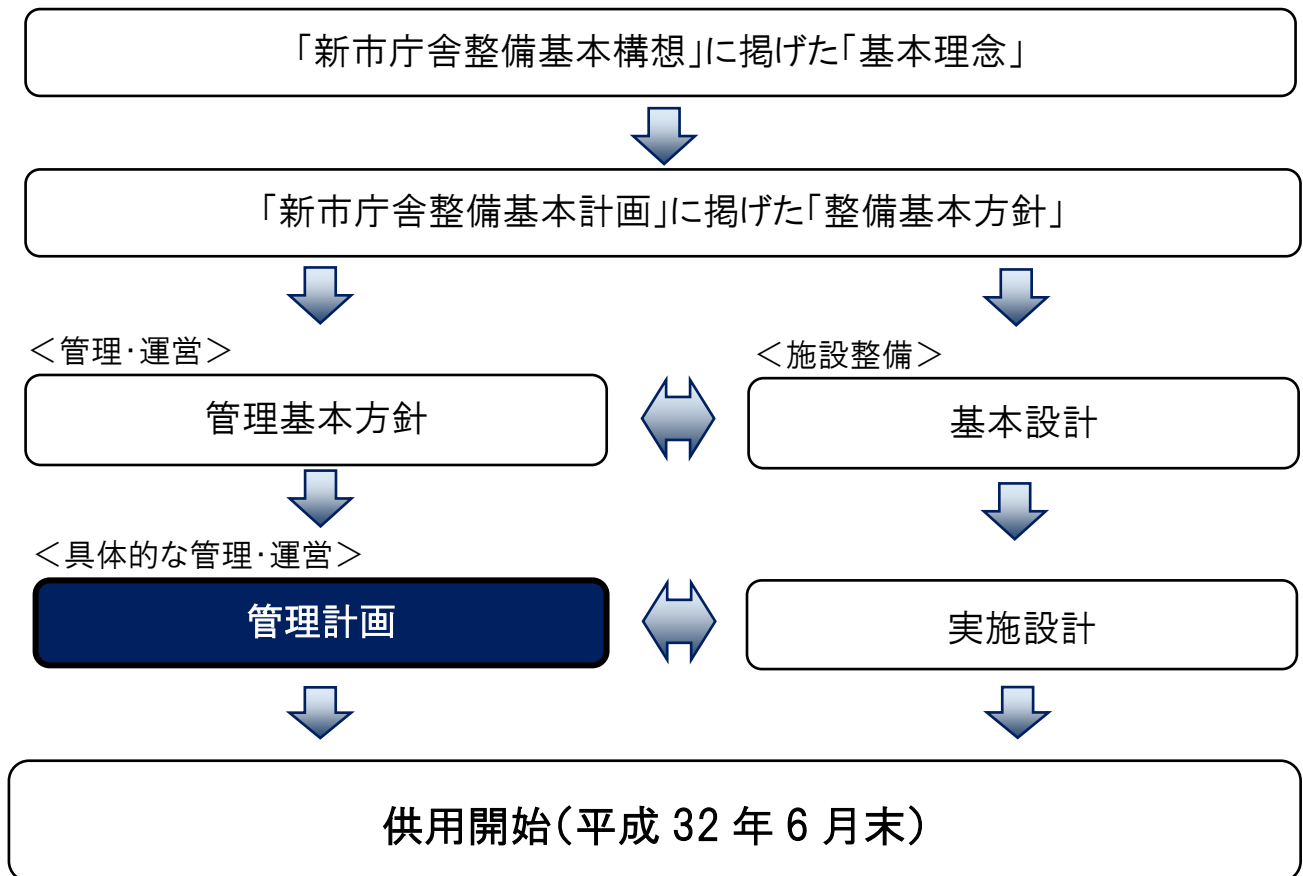 「新市庁舎整備基本構想」に掲げた「基本理念」
「新市庁舎整備基本計画」に掲げた「整備基本方針」
＜管理・運営＞
＜施設整備＞
管理基本方針
基本設計
＜具体的な管理・運営＞
管理計画
実施設計
供用開始（平成 32 年 6 月末）